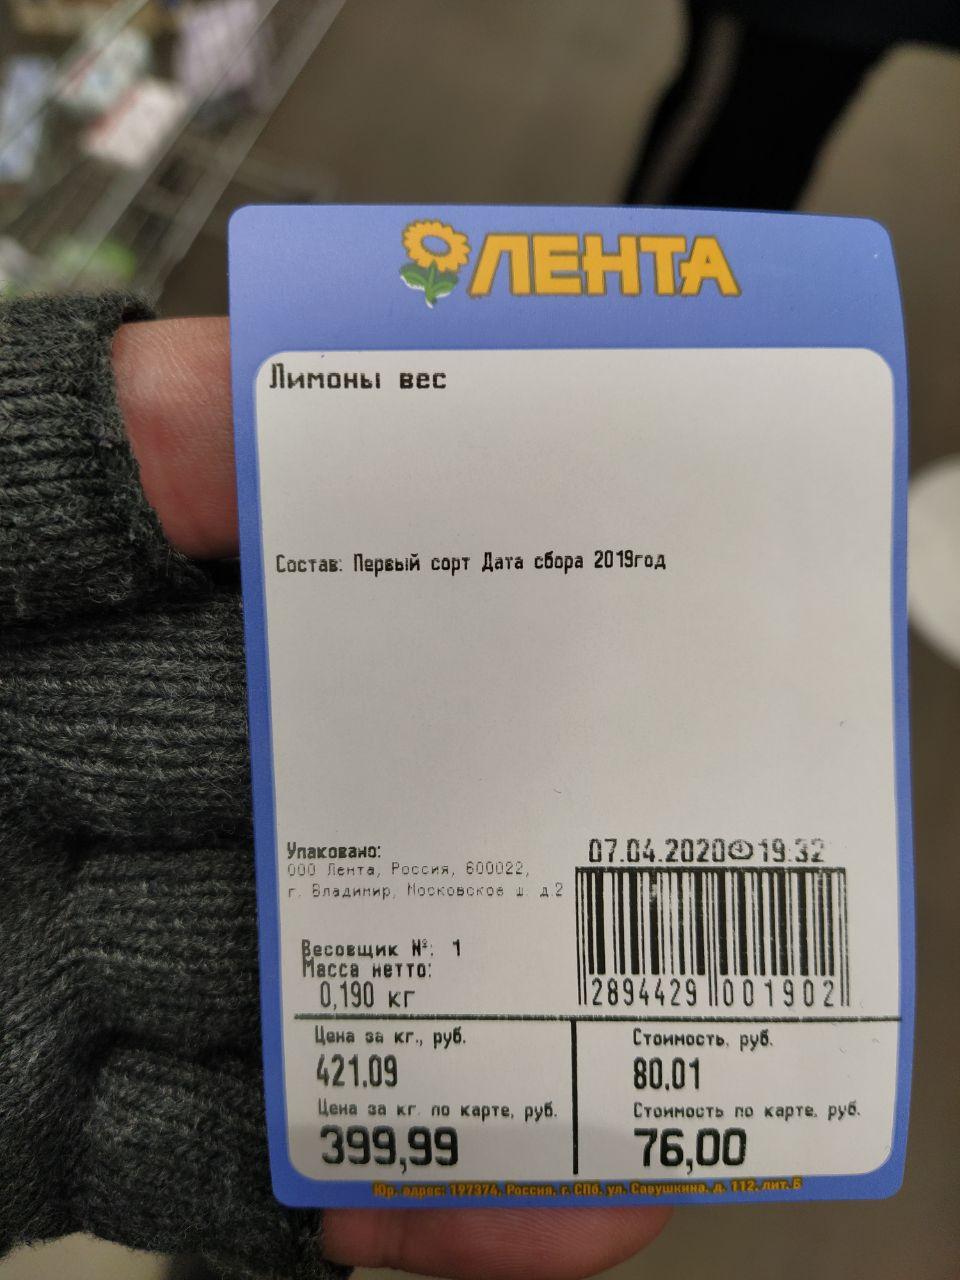 ЛЕНТА
Лимоны вес
Состав: Первый сорт Дата сбора 2019год
Упаковано:
ООО Лента, Россия, 600022,
г. Владимир, Московское ш. д.2
07.04.2020 19:32
Весовщик №: 1
Масса нетто:
0,190 кг
2894429 001902
Цена за кг., руб.
421.09
Стоимость, руб.
80.01
Цена за кг. по карте, руб.
399,99
Стоимость по карте, руб.
76,00
Юр. адрес: 197374, Россия, г. СПб, ул. Савушкина, д. 112, лит. Б